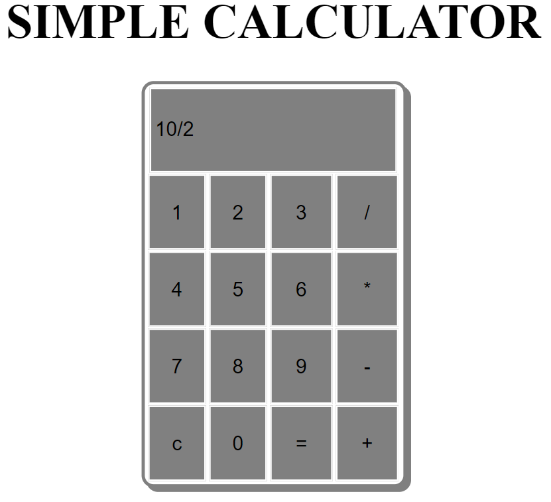 SIMPLE CALCULATOR
10/2
1 2 3 /
4 5 6 *
7 8 9 -
c 0 = +